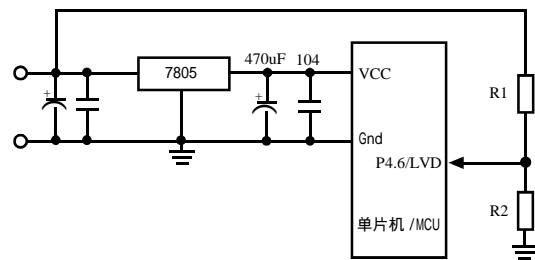 470uF 104
7805
VCC
R1
Gnd
P4.6/LVD
R2
单片机 /MCU
+
+